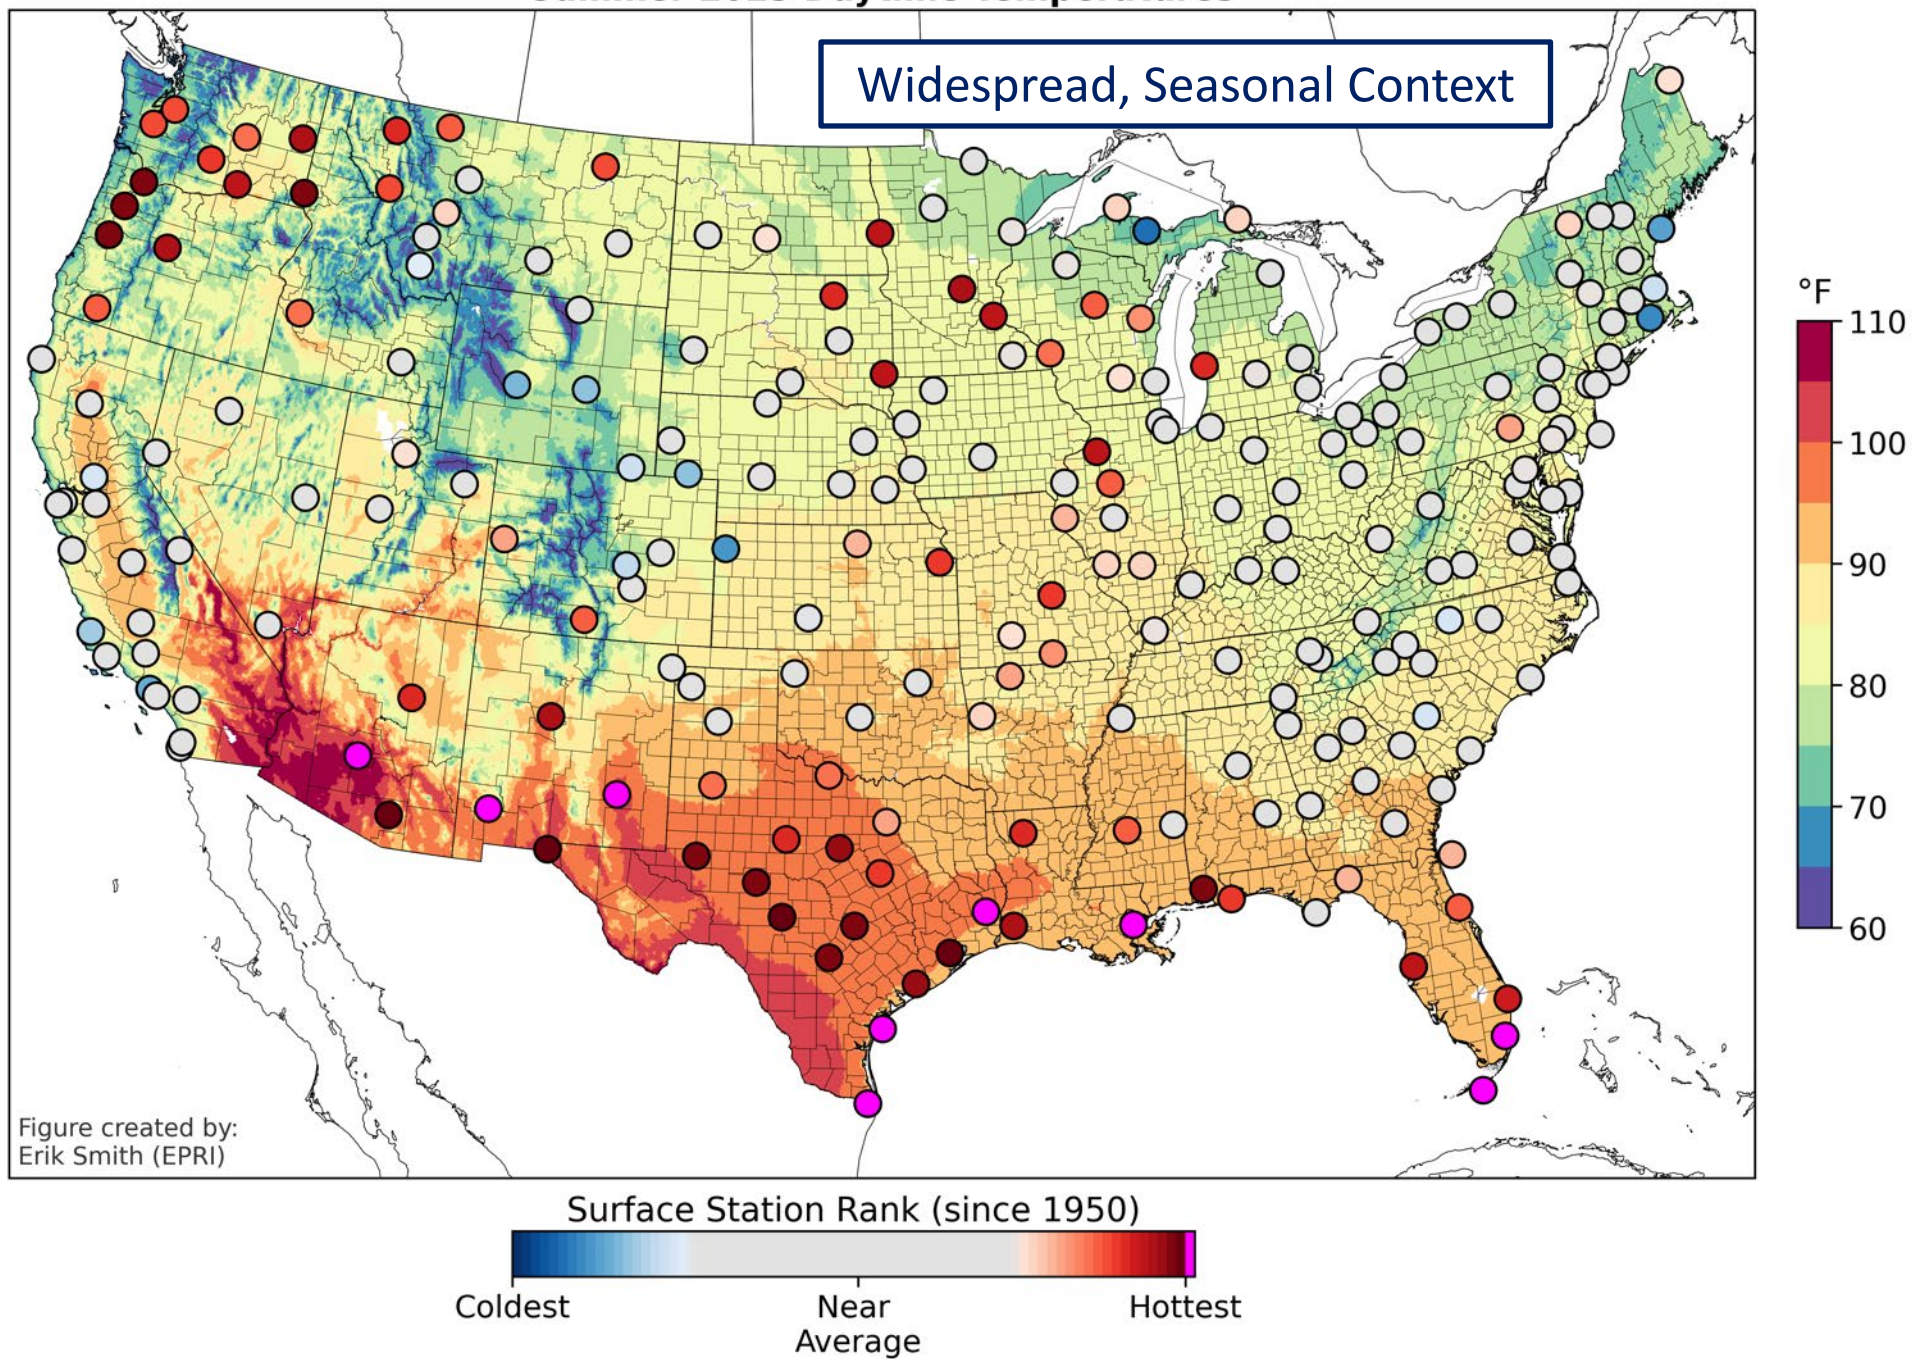 Widespread, Seasonal Context
°F
110
100
90
80
70
60
Figure created by:
Erik Smith (EPRI)
Surface Station Rank (since 1950)
Coldest
Near
Average
Hottest